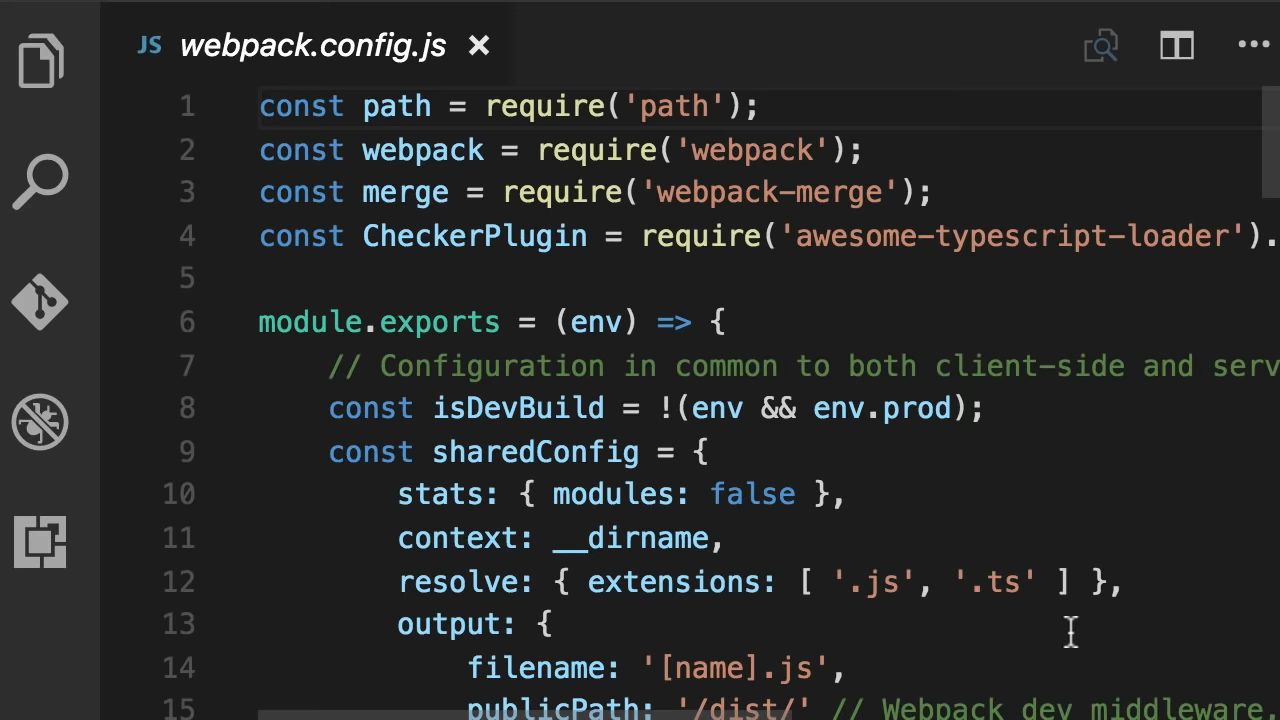 JS webpack.config.js
1 const path = require('path');
2 const webpack = require('webpack');
3 const merge = require('webpack-merge');
4 const CheckerPlugin = require('awesome-typescript-loader').
5
6 module.exports = (env) => {
7 // Configuration in common to both client-side and serv
8 const isDevBuild = !(env && env.prod);
9 const sharedConfig = {
10 stats: { modules: false },
11 context: __dirname,
12 resolve: { extensions: [ '.js', '.ts' ] },
13 output: {
14 filename: '[name].js',
15 publicPath: '/dist/' // Webpack dev middleware,